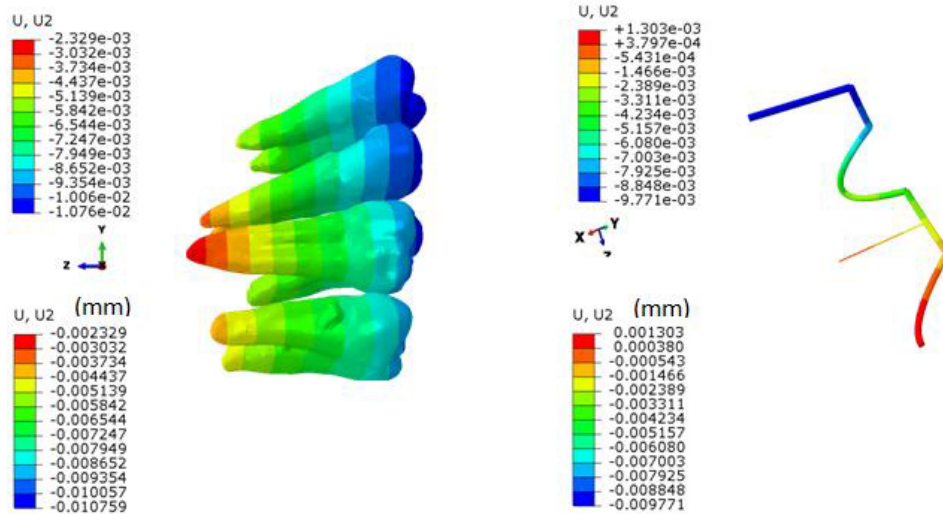 U, U2
-2.329e-03
-3.032e-03
-3.734e-03
-4.437e-03
-5.139e-03
-5.842e-03
-6.544e-03
-7.247e-03
-7.949e-03
-8.652e-03
-9.354e-03
-1.006e-02
-1.076e-02
Y
Z
X
(mm)
U, U2
-0.002329
-0.003032
-0.003734
-0.004437
-0.005139
-0.005842
-0.006544
-0.007247
-0.007949
-0.008652
-0.009354
-0.010057
-0.010759
U, U2
+1.303e-03
+3.797e-04
-5.431e-04
-1.466e-03
-2.389e-03
-3.311e-03
-4.234e-03
-5.157e-03
-6.080e-03
-7.003e-03
-7.925e-03
-8.848e-03
-9.771e-03
X
Y
(mm)
U, U2
0.001303
0.000380
-0.000543
-0.001466
-0.002389
-0.003311
-0.004234
-0.005157
-0.006080
-0.007003
-0.007925
-0.008848
-0.009771